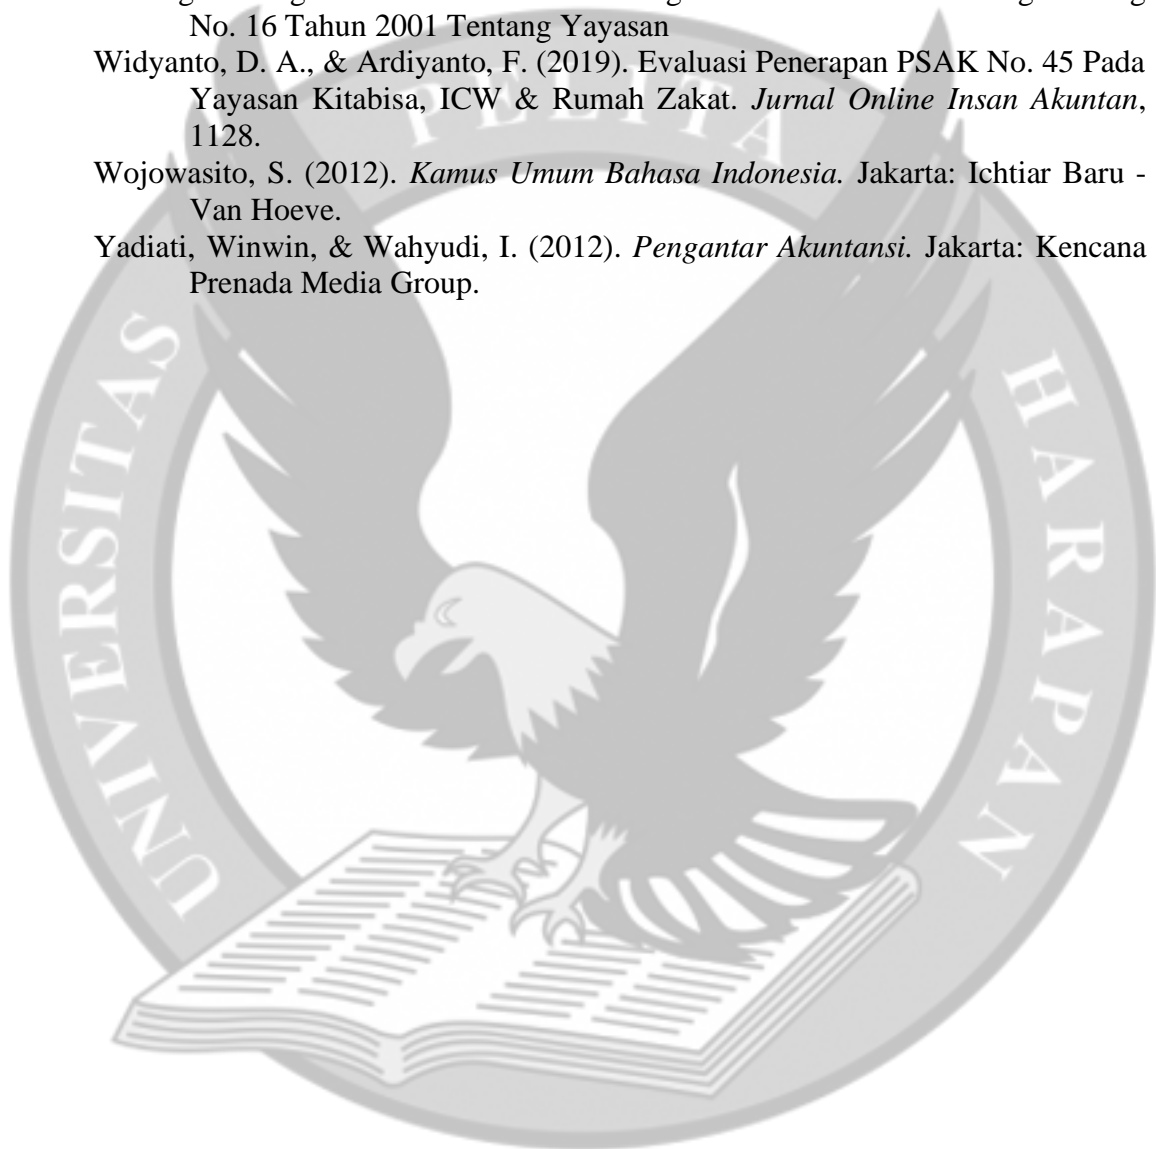 No. 16 Tahun 2001 Tentang Yayasan
Widyanto, D. A., & Ardiyanto, F. (2019). Evaluasi Penerapan PSAK No. 45 Pada
Yayasan Kitabisa, ICW & Rumah Zakat. Jurnal Online Insan Akuntan,
1128.
Wojowasito, S. (2012). Kamus Umum Bahasa Indonesia. Jakarta: Ichtiar Baru -
Van Hoeve.
Yadiati, Winwin, & Wahyudi, I. (2012). Pengantar Akuntansi. Jakarta: Kencana
Prenada Media Group.
UNIVERSITAS PELITA HARAPAN